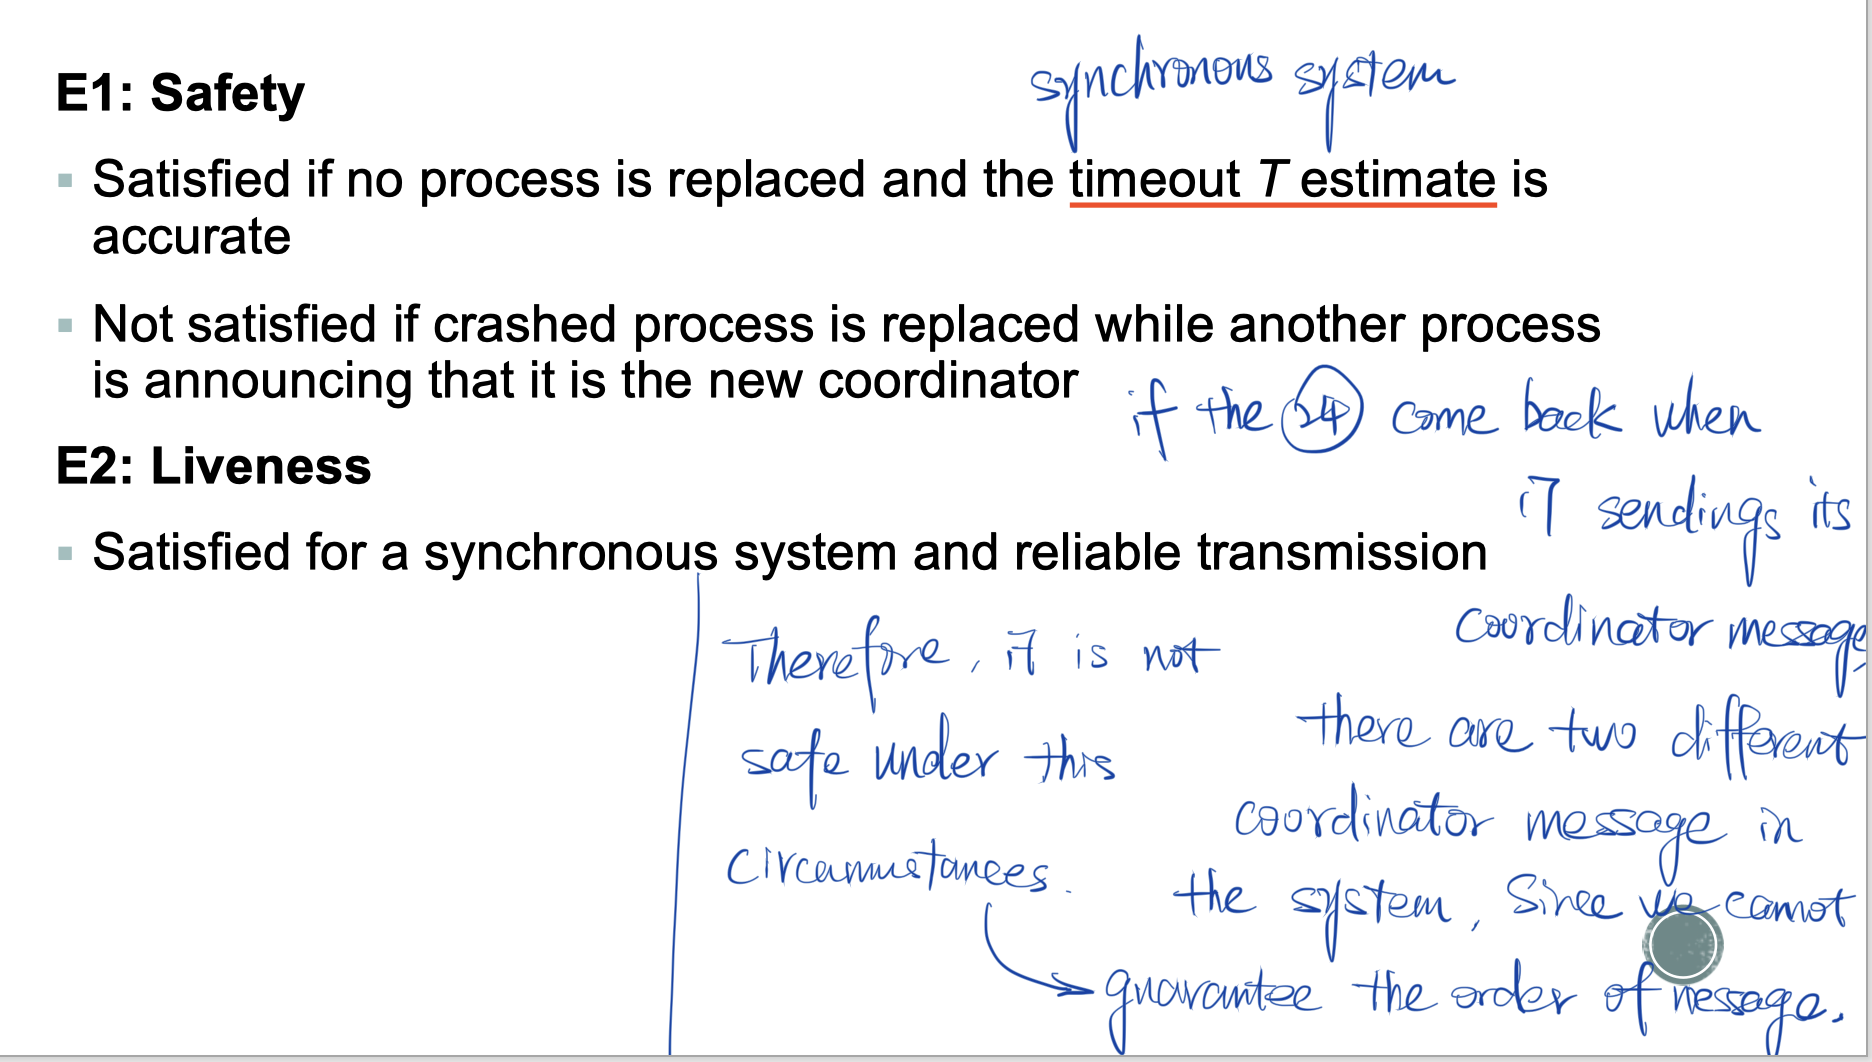 synchronous system
E1: Safety
▪ Satisfied if no process is replaced and the timeout T estimate is
accurate
▪ Not satisfied if crashed process is replaced while another process
is announcing that it is the new coordinator
if the 24 come back when
it sendings its
coordinator message,
there are two different
coordinator message in
the system, Since we cannot
guarantee the order of message.
E2: Liveness
▪ Satisfied for a synchronous system and reliable transmission
Therefore, it is not
safe under this
circumstances.